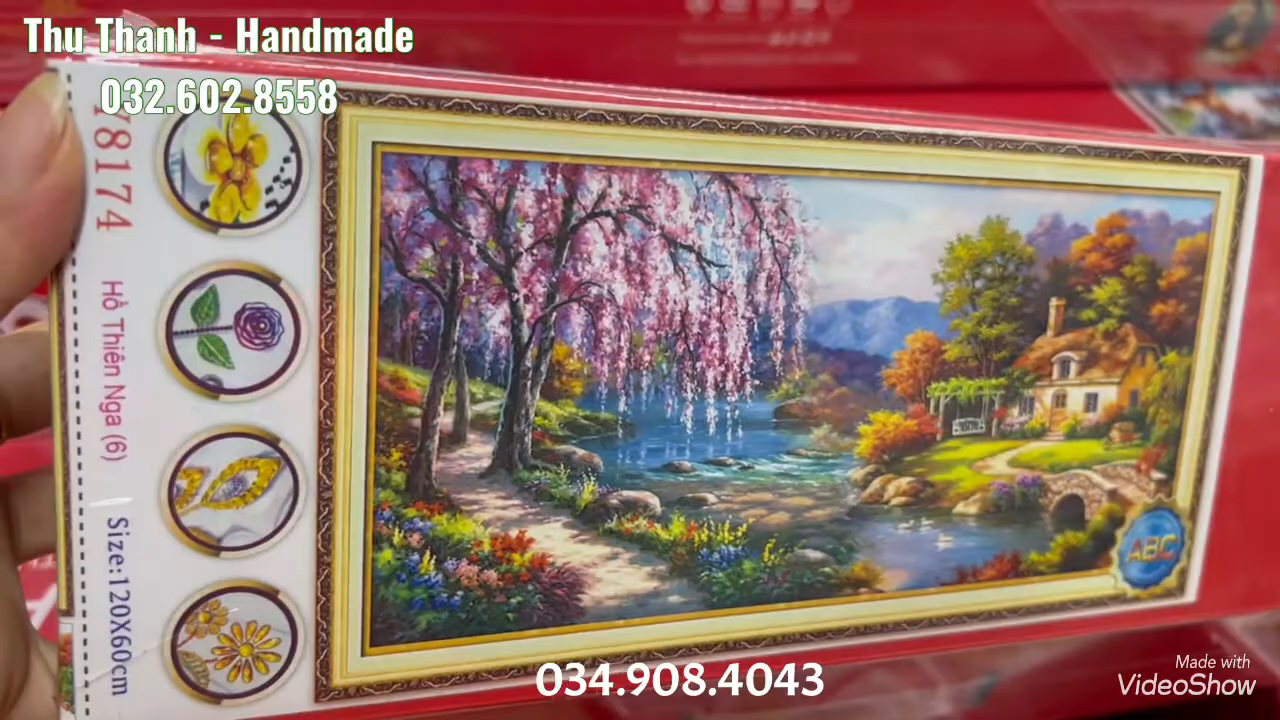 Thu Thanh - Handmade
032.602.8558
78174
Hồ Thiên Nga (6)
Size:120X60cm
ABC
034.908.4043
Made with
VideoShow